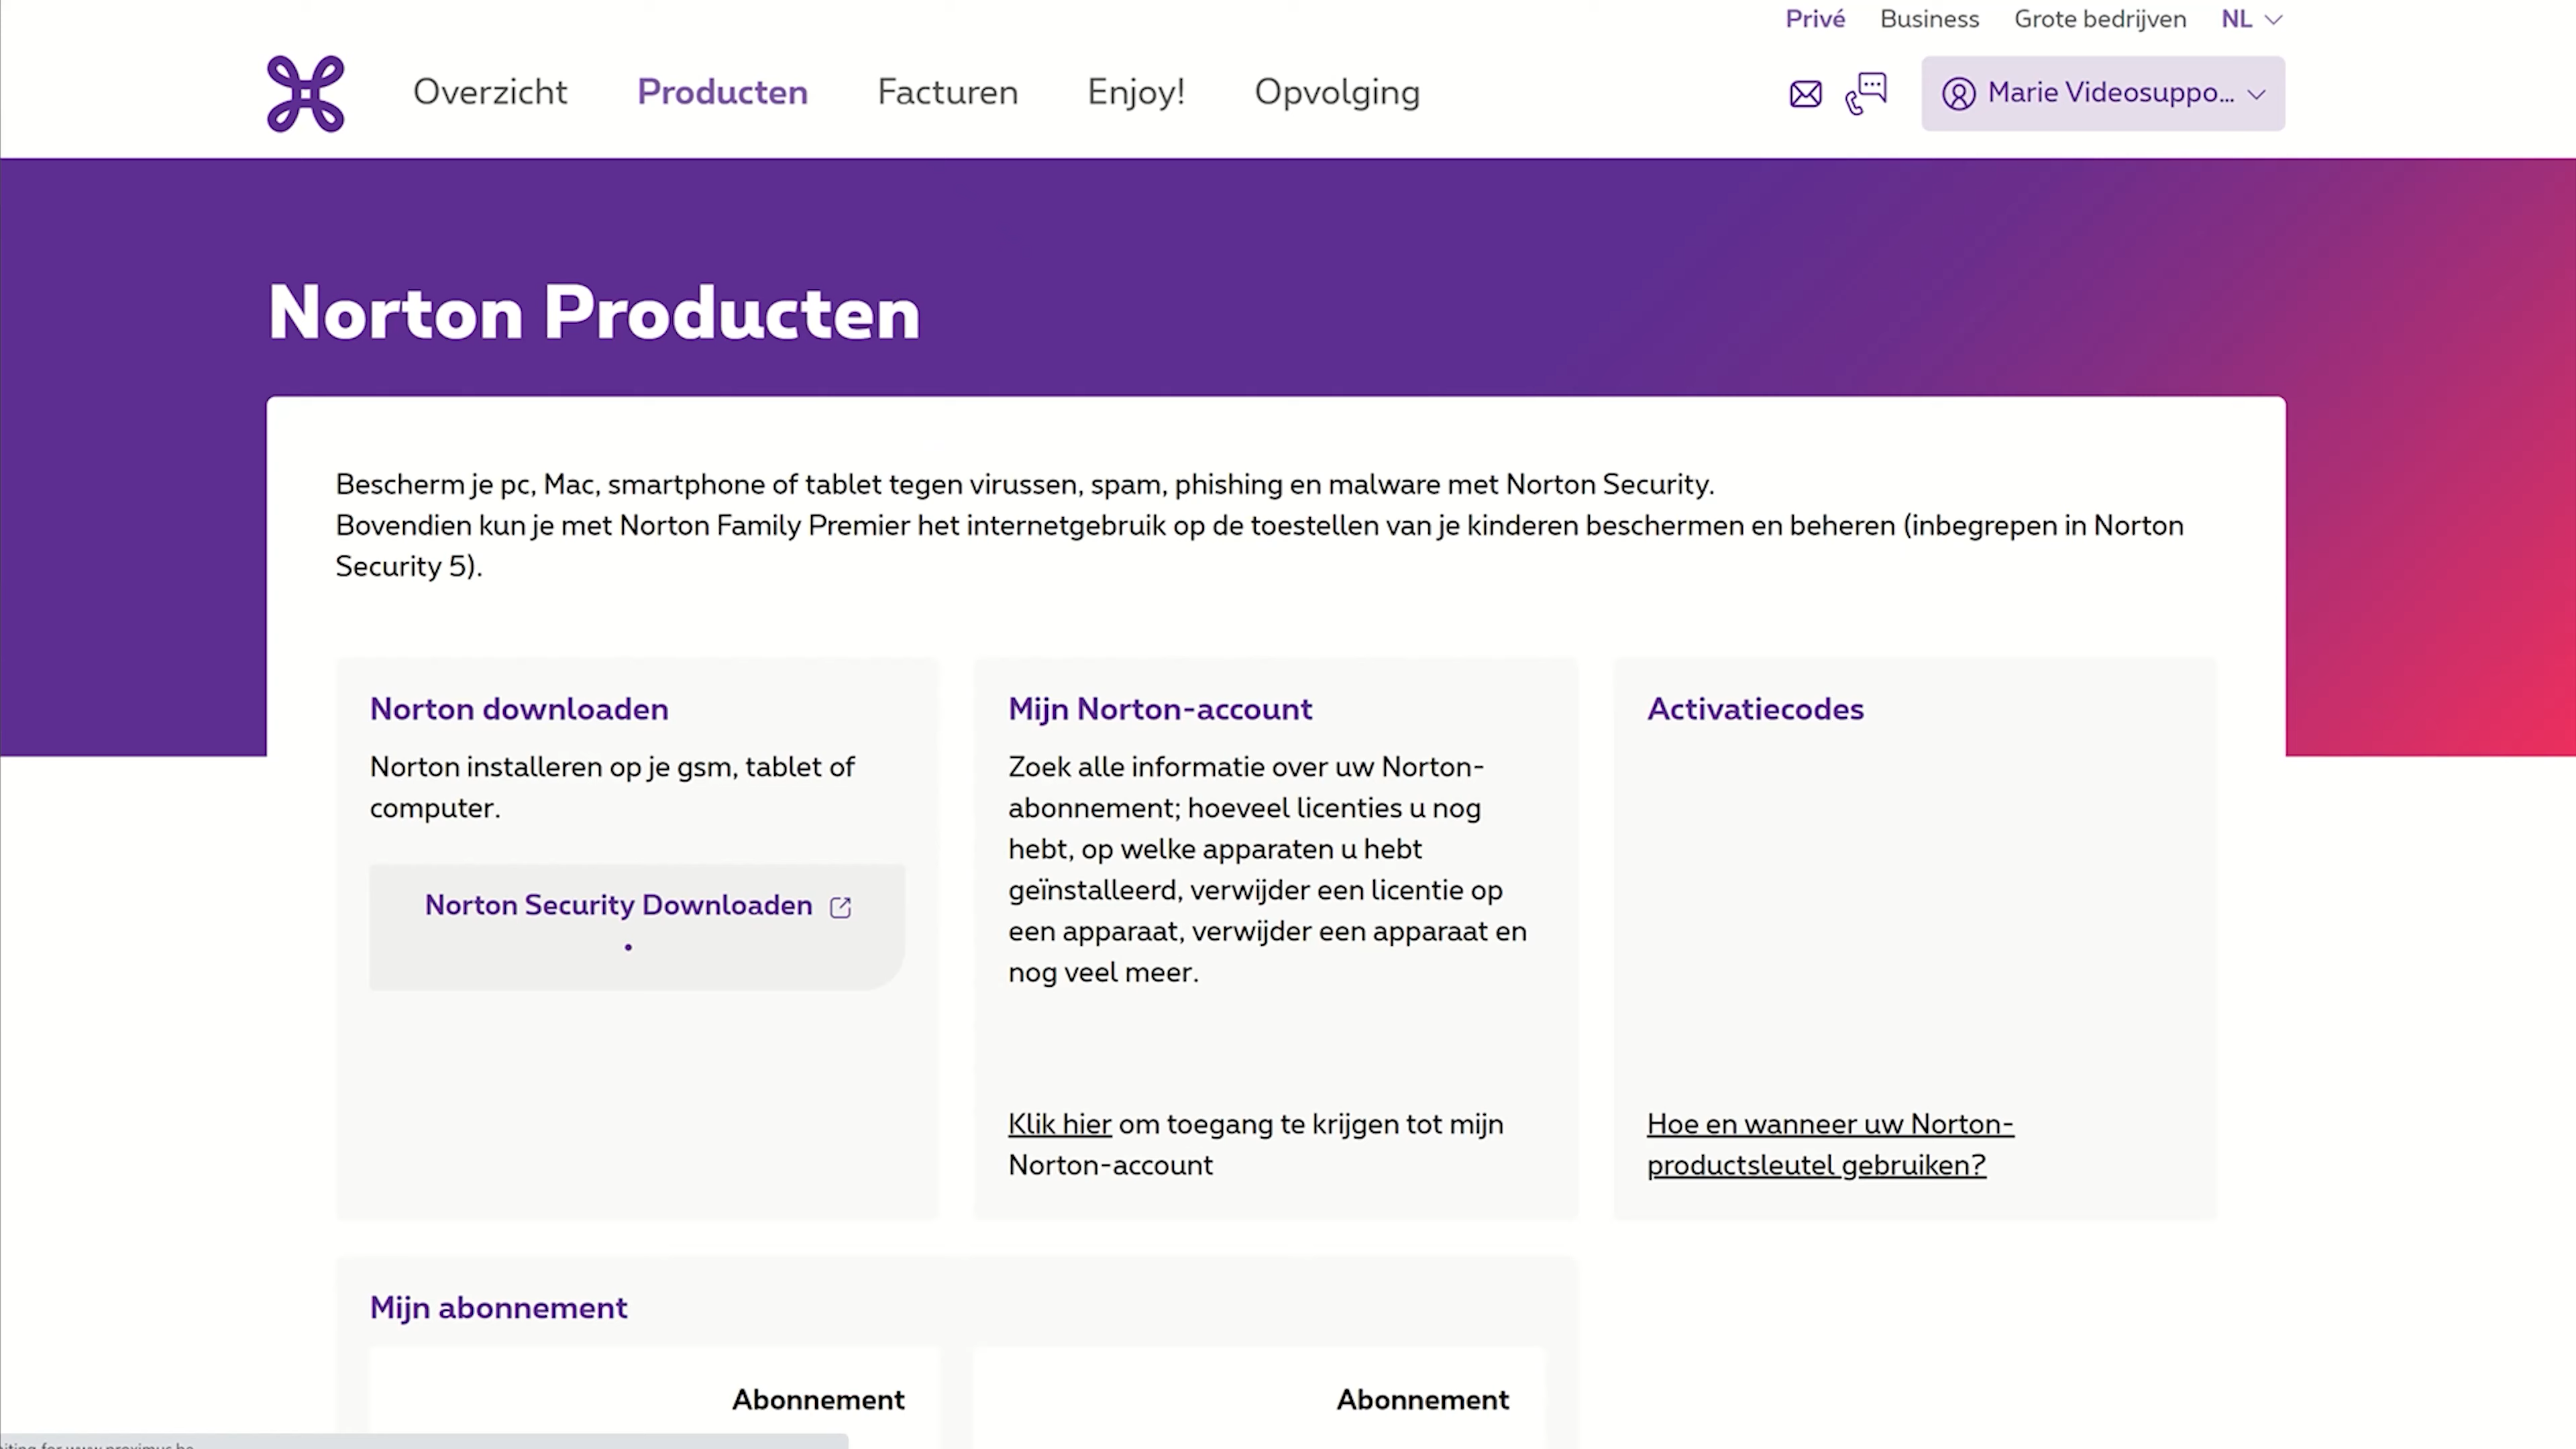 Privé Business Grote bedrijven NL
Overzicht Producten Facturen Enjoy! Opvolging Marie Videosuppo...
Norton Producten
Bescherm je pc, Mac, smartphone of tablet tegen virussen, spam, phishing en malware met Norton Security.
Bovendien kun je met Norton Family Premier het internetgebruik op de toestellen van je kinderen beschermen en beheren (inbegrepen in Norton
Security 5).
Norton downloaden
Norton installeren op je gsm, tablet of
computer.
Norton Security Downloaden
Mijn Norton-account
Zoek alle informatie over uw Norton-
abonnement; hoeveel licenties u nog
hebt, op welke apparaten u hebt
geïnstalleerd, verwijder een licentie op
een apparaat, verwijder een apparaat en
nog veel meer.
Klik hier om toegang te krijgen tot mijn
Norton-account
Activatiecodes
Hoe en wanneer uw Norton-
productsleutel gebruiken?
Mijn abonnement
Abonnement
Abonnement